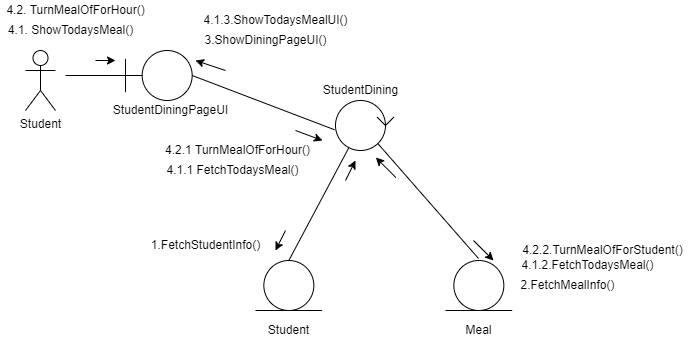 4.2. TurnMealOfForHour()
4.1. ShowTodaysMeal()
4.1.3.ShowTodaysMealUI()
3.ShowDiningPageUI()
StudentDining
StudentDiningPageUI
Student
4.2.1 TurnMealOfForHour()
4.1.1 FetchTodaysMeal()
1.FetchStudentInfo()
4.2.2.TurnMealOfForStudent()
4.1.2.FetchTodaysMeal()
2.FetchMealInfo()
Student
Meal